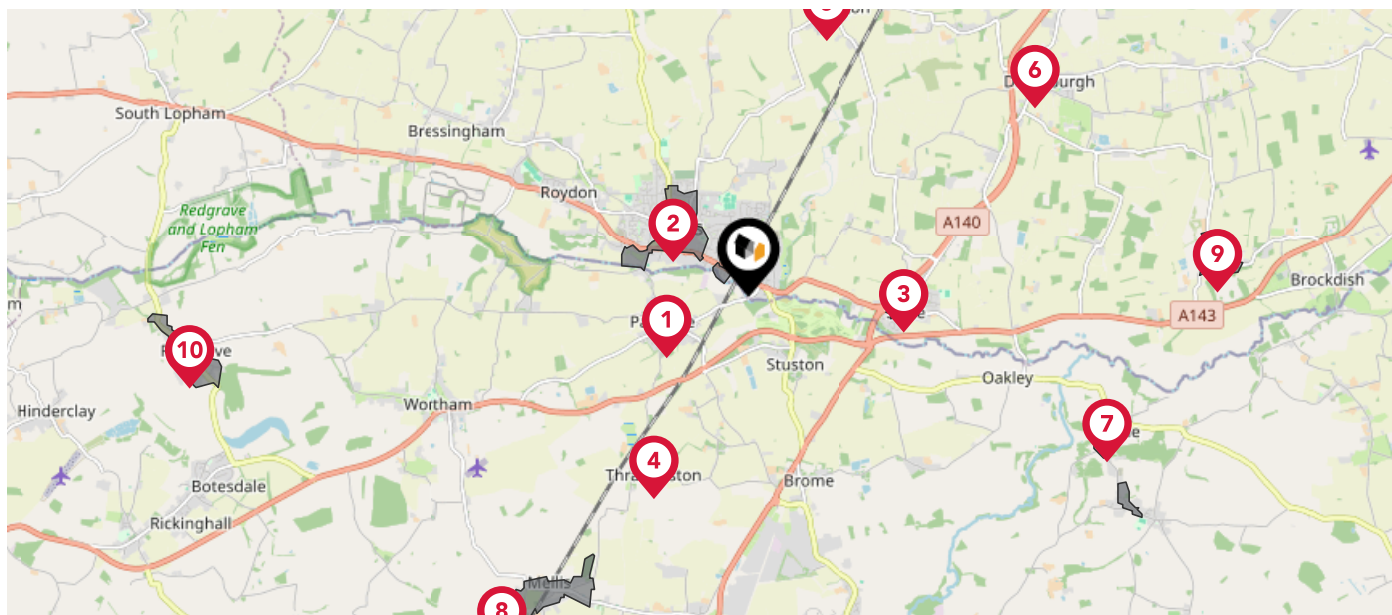 South Lopham
Bressingham
6
Roydon
Redgrave
and Lopham
Fen
2
A140
9
Brockdish
3
A143
1
10
Stuston
Oakley
Hinderclay
Wortham
7
4
Botesdale
Brome
Rickinghall
Mellis
8